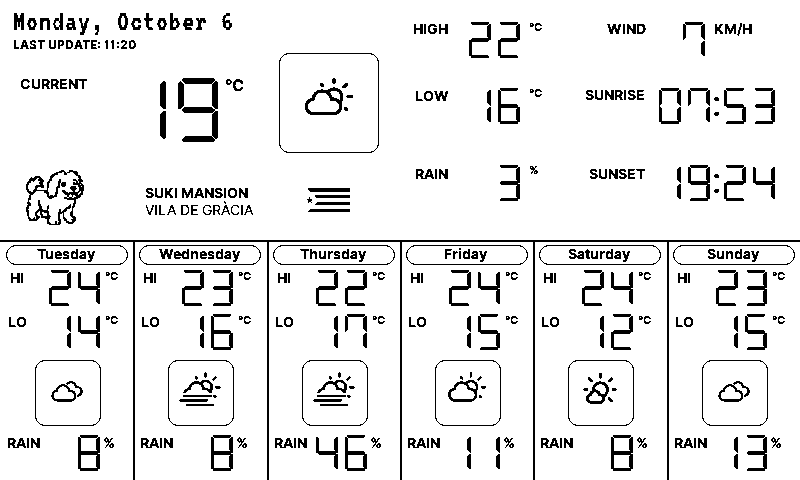 Monday, October 6
LAST UPDATE: 11:20
CURRENT 19 °C
SUKI MANSION
VILA DE GRÀCIA
HIGH 22 °C
LOW 16 °C
RAIN 3 %
WIND 7 KM/H
SUNRISE 07:53
SUNSET 19:24
Tuesday
HI 24 °C
LO 14 °C
RAIN 8 %
Wednesday
HI 23 °C
LO 16 °C
RAIN 8 %
Thursday
HI 22 °C
LO 17 °C
RAIN 46 %
Friday
HI 24 °C
LO 15 °C
RAIN 11 %
Saturday
HI 24 °C
LO 12 °C
RAIN 8 %
Sunday
HI 23 °C
LO 15 °C
RAIN 13 %